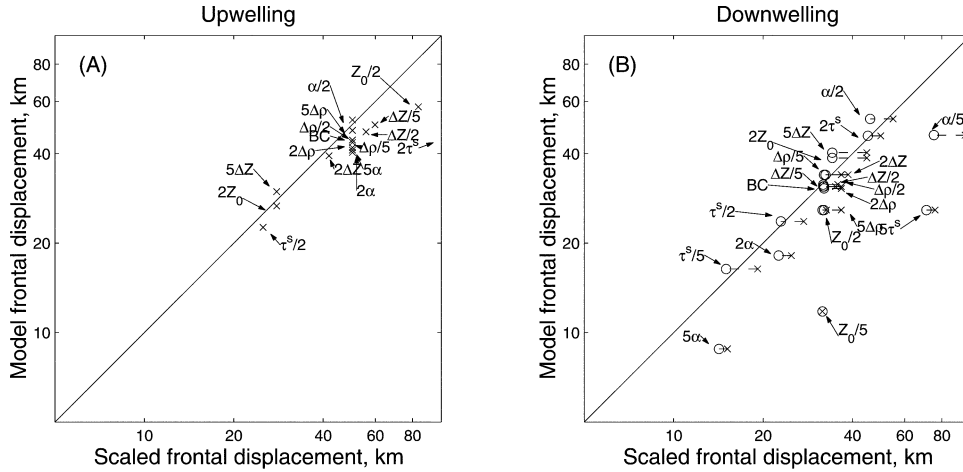 Upwelling
(A)
Model frontal displacement, km
80
60
40
20
10
Z₀/2
α/2
5Δρ
Δρ/2
BC
2Δρ
ΔZ/5
ΔZ/2
Δρ/5
2τˢ
2ΔZ
5α
2α
5ΔZ
2Z₀
τˢ/2
10
20
40
60
80
Scaled frontal displacement, km
Downwelling
(B)
Model frontal displacement, km
80
60
40
20
10
α/2
2τˢ
α/5
5ΔZ
2Z₀
Δρ/5
2ΔZ
ΔZ/5
ΔZ/2
BC
Δρ/2
2Δρ
τˢ/2
Z₀/2
5Δρ
5τˢ
2α
τˢ/5
Z₀/5
5α
10
20
40
60
80
Scaled frontal displacement, km